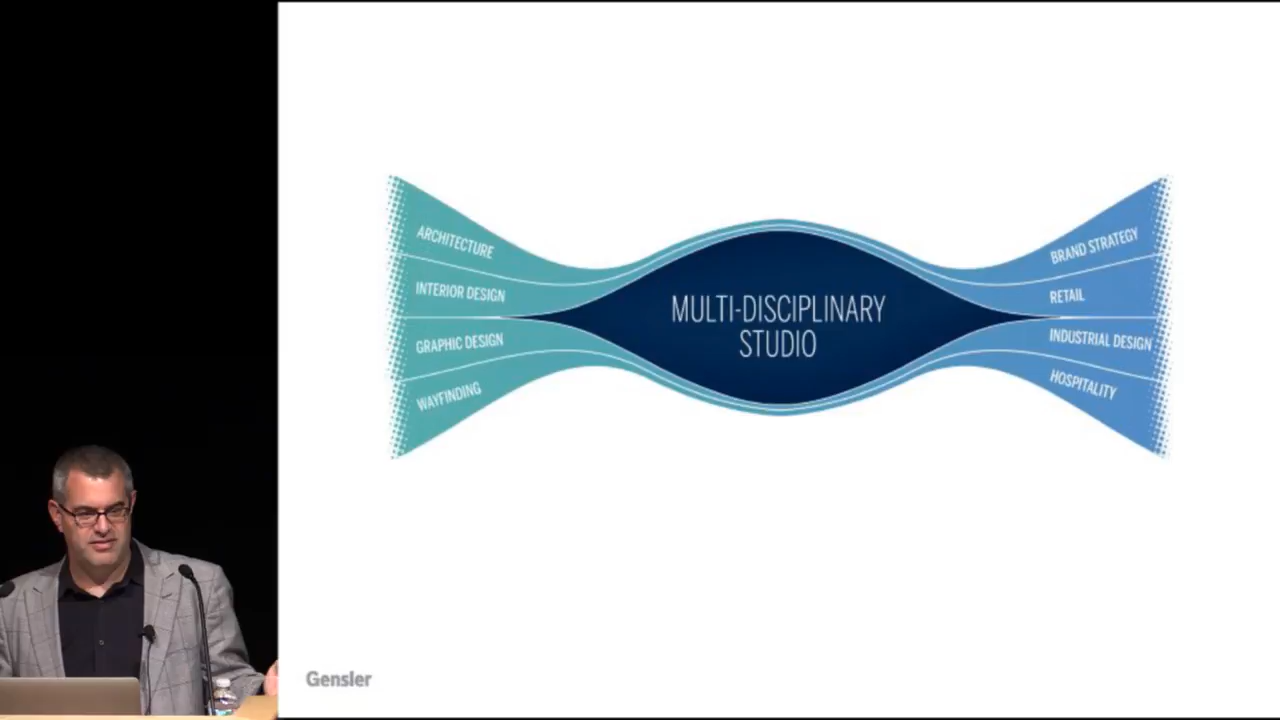 ARCHITECTURE
INTERIOR DESIGN
GRAPHIC DESIGN
WAYFINDING
MULTI-DISCIPLINARY
STUDIO
BRAND STRATEGY
RETAIL
INDUSTRIAL DESIGN
HOSPITALITY
Gensler